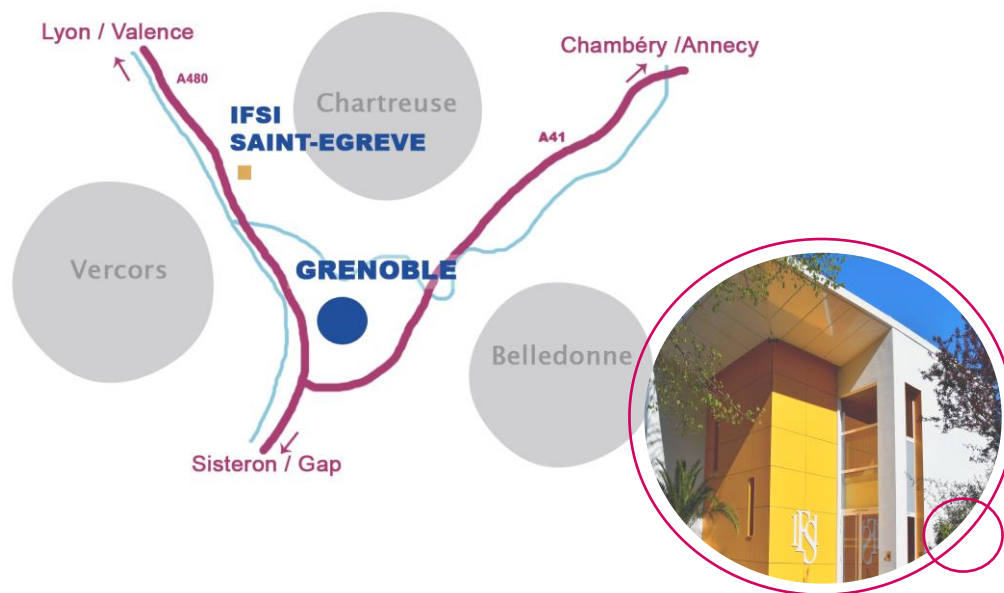 Lyon / Valence
Chambéry /Annecy
A480
Chartreuse
IFSI
SAINT-EGREVE
A41
Vercors
GRENOBLE
Belledonne
Sisteron / Gap
IFSI